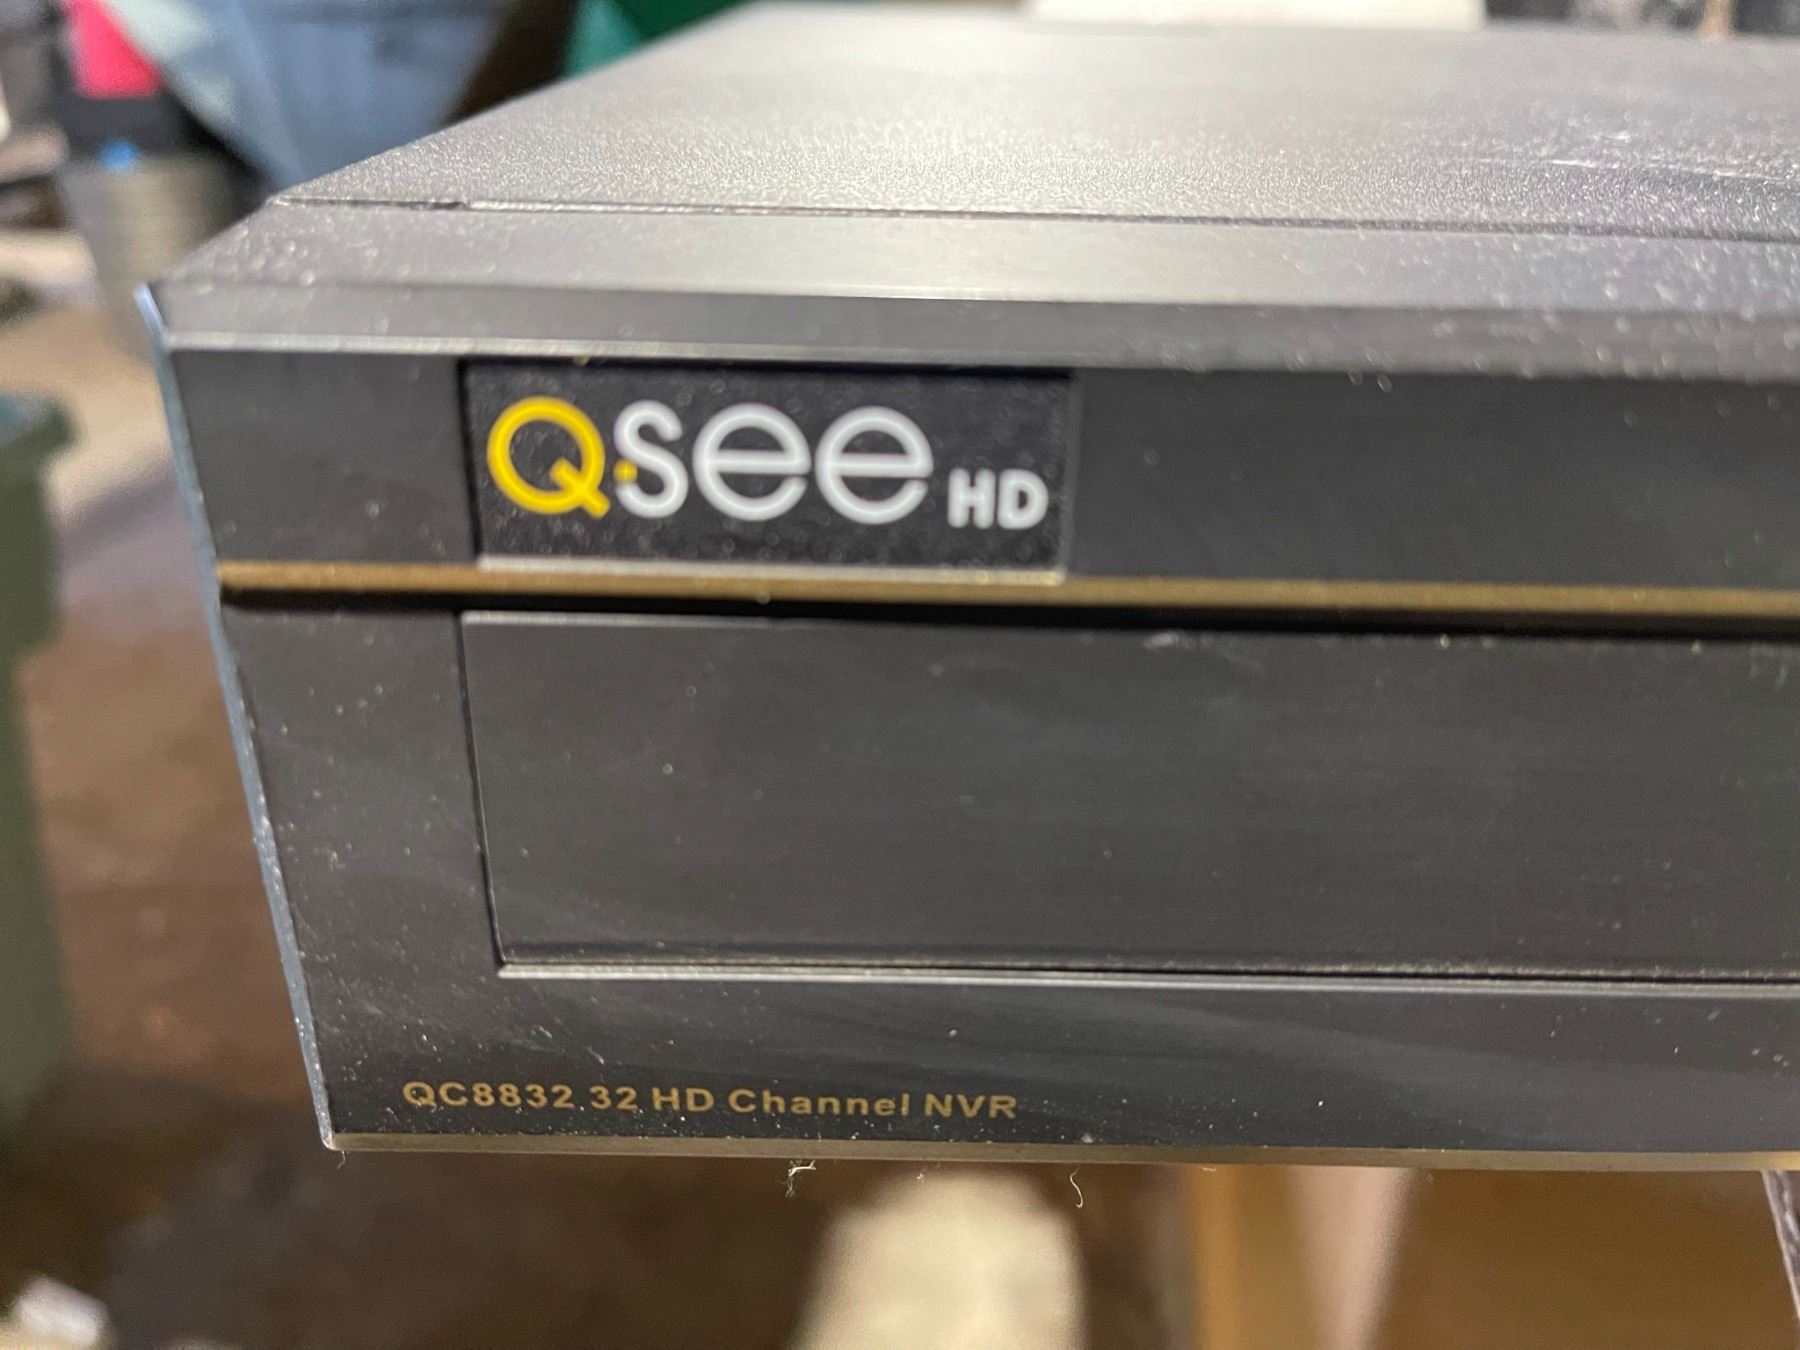 Q-see HD
QC8832 32 HD Channel NVR